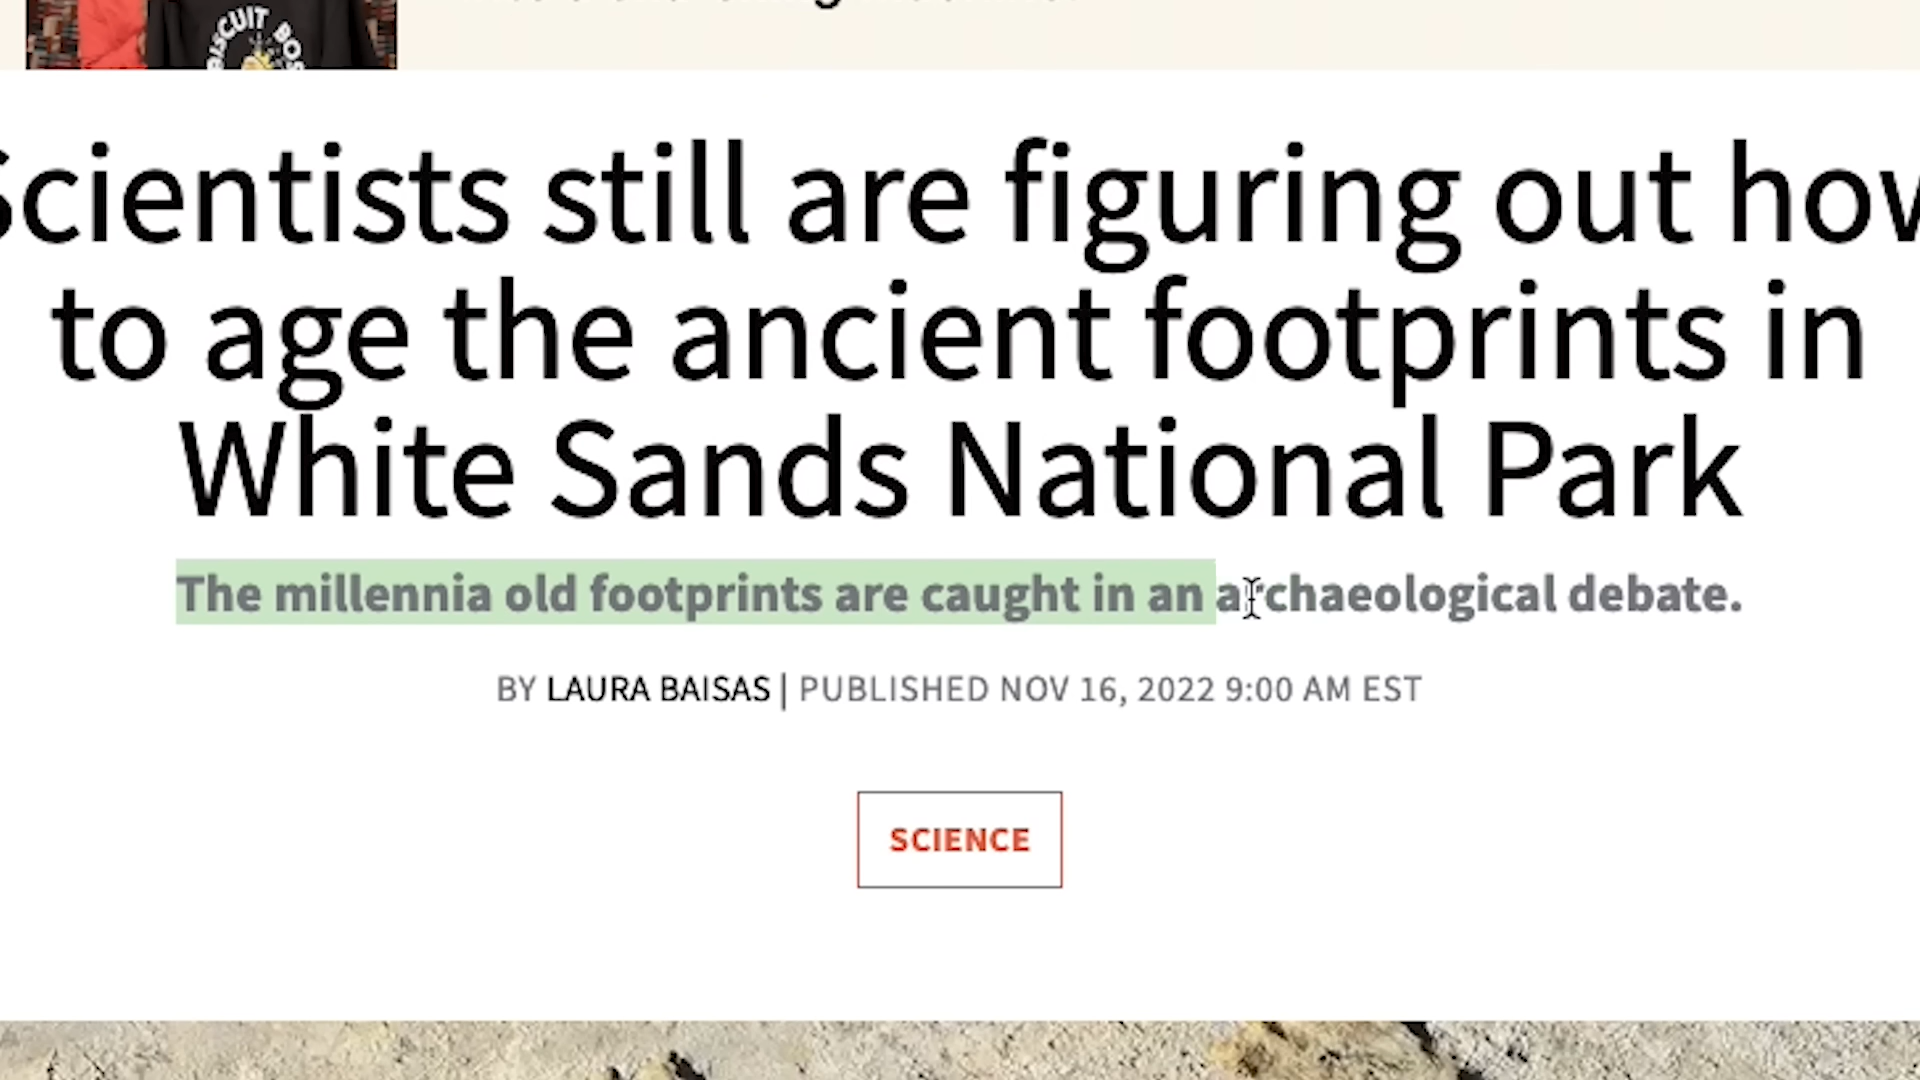 BISCUIT BOS
Scientists still are figuring out how
to age the ancient footprints in
White Sands National Park
The millennia old footprints are caught in an archaeological debate.
BY LAURA BAISAS | PUBLISHED NOV 16, 2022 9:00 AM EST
SCIENCE